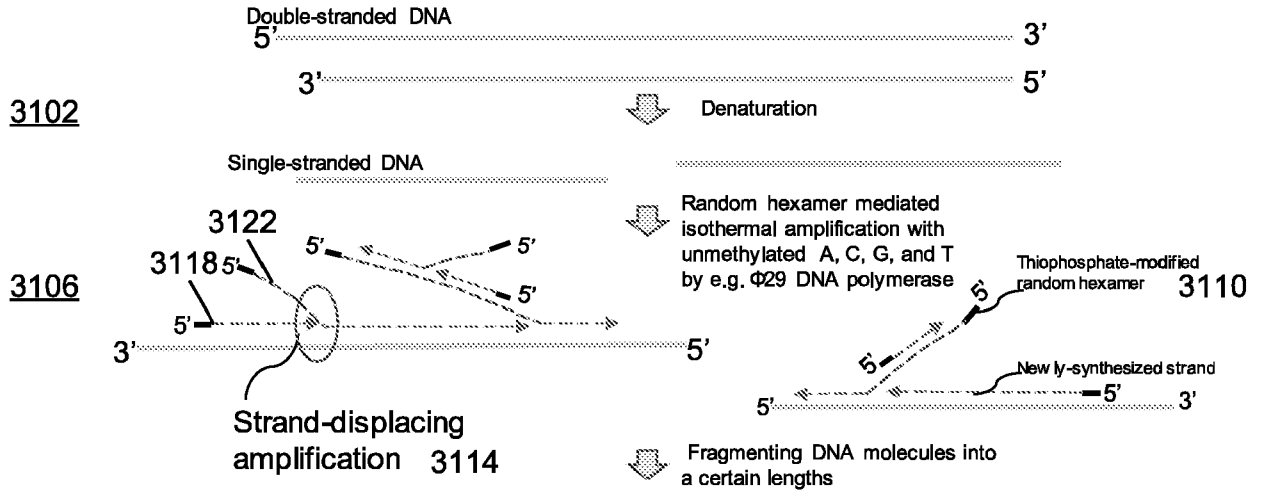 Double-stranded DNA
5’ 3’
3’ 5’
3102
Denaturation
Single-stranded DNA
Random hexamer mediated
isothermal amplification with
unmethylated A, C, G, and T
by e.g. Φ29 DNA polymerase
3122
3118 5’
5’ 5’
5’
3106
5’
3’ 5’
Thiophosphate-modified
random hexamer 3110
5’
5’
New ly-synthesized strand
5’
5’ 3’
Strand-displacing
amplification 3114
Fragmenting DNA molecules into
a certain lengths